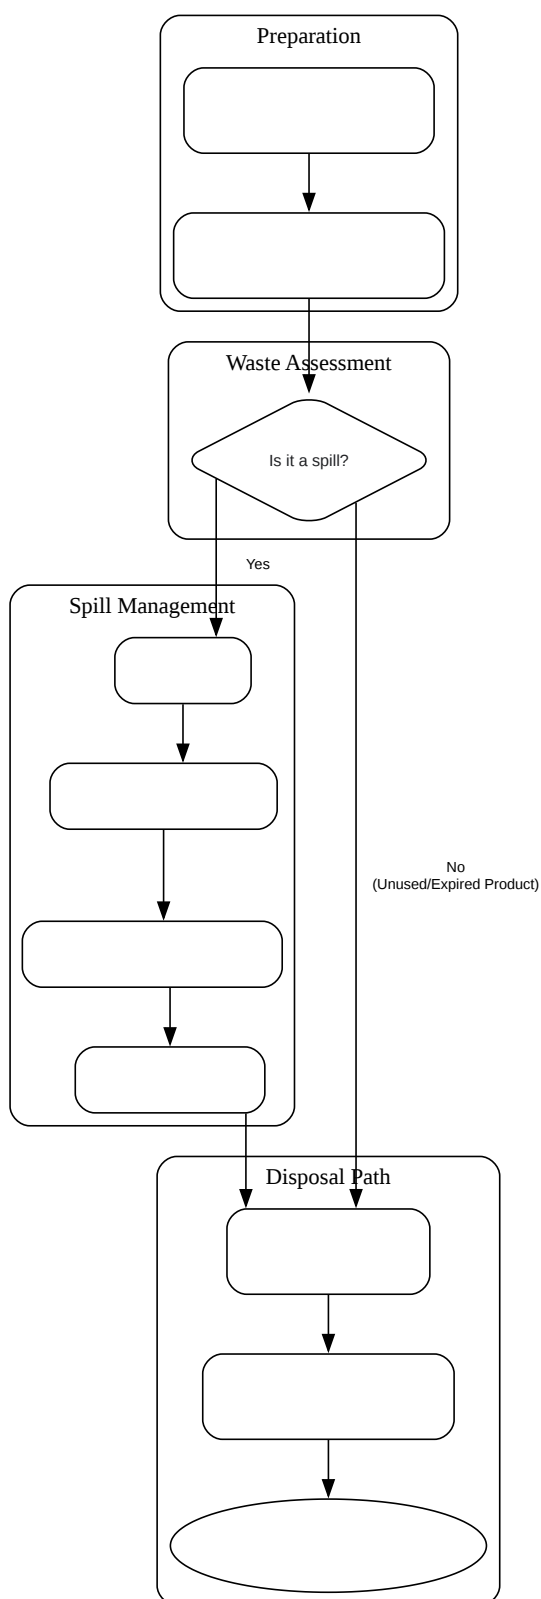 Preparation
Waste Assessment
Is it a spill?
Yes
Spill Management
No
(Unused/Expired Product)
Disposal Path